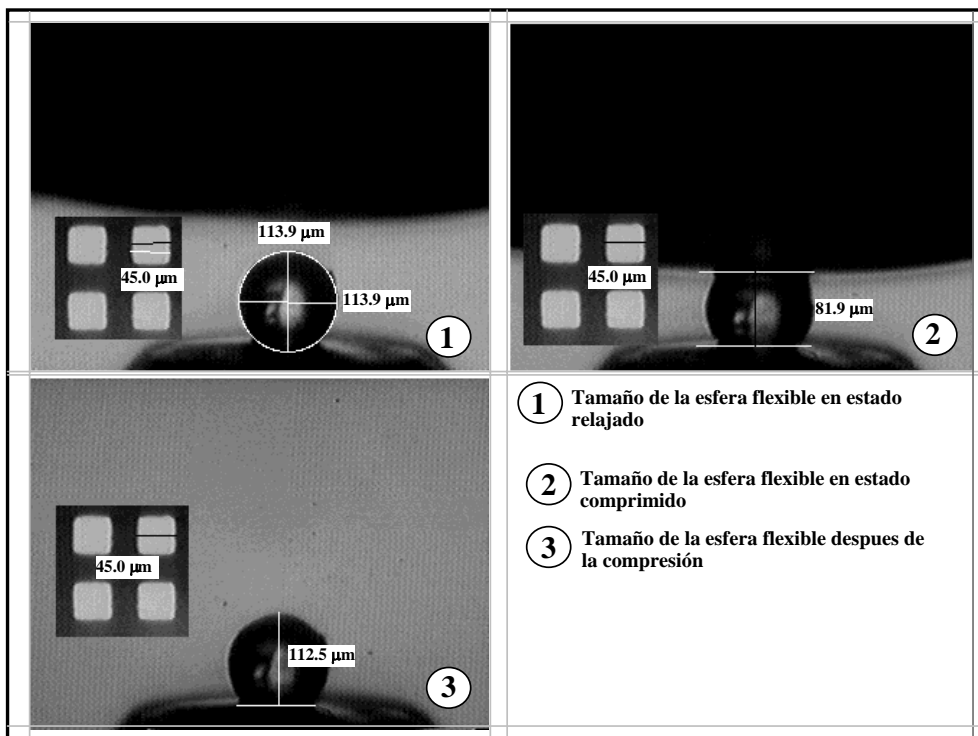 113.9 μm
45.0 μm
113.9 μm
1
45.0 μm
81.9 μm
2
45.0 μm
112.5 μm
3
1 Tamaño de la esfera flexible en estado
relajado
2 Tamaño de la esfera flexible en estado
comprimido
3 Tamaño de la esfera flexible despues de
la compresión